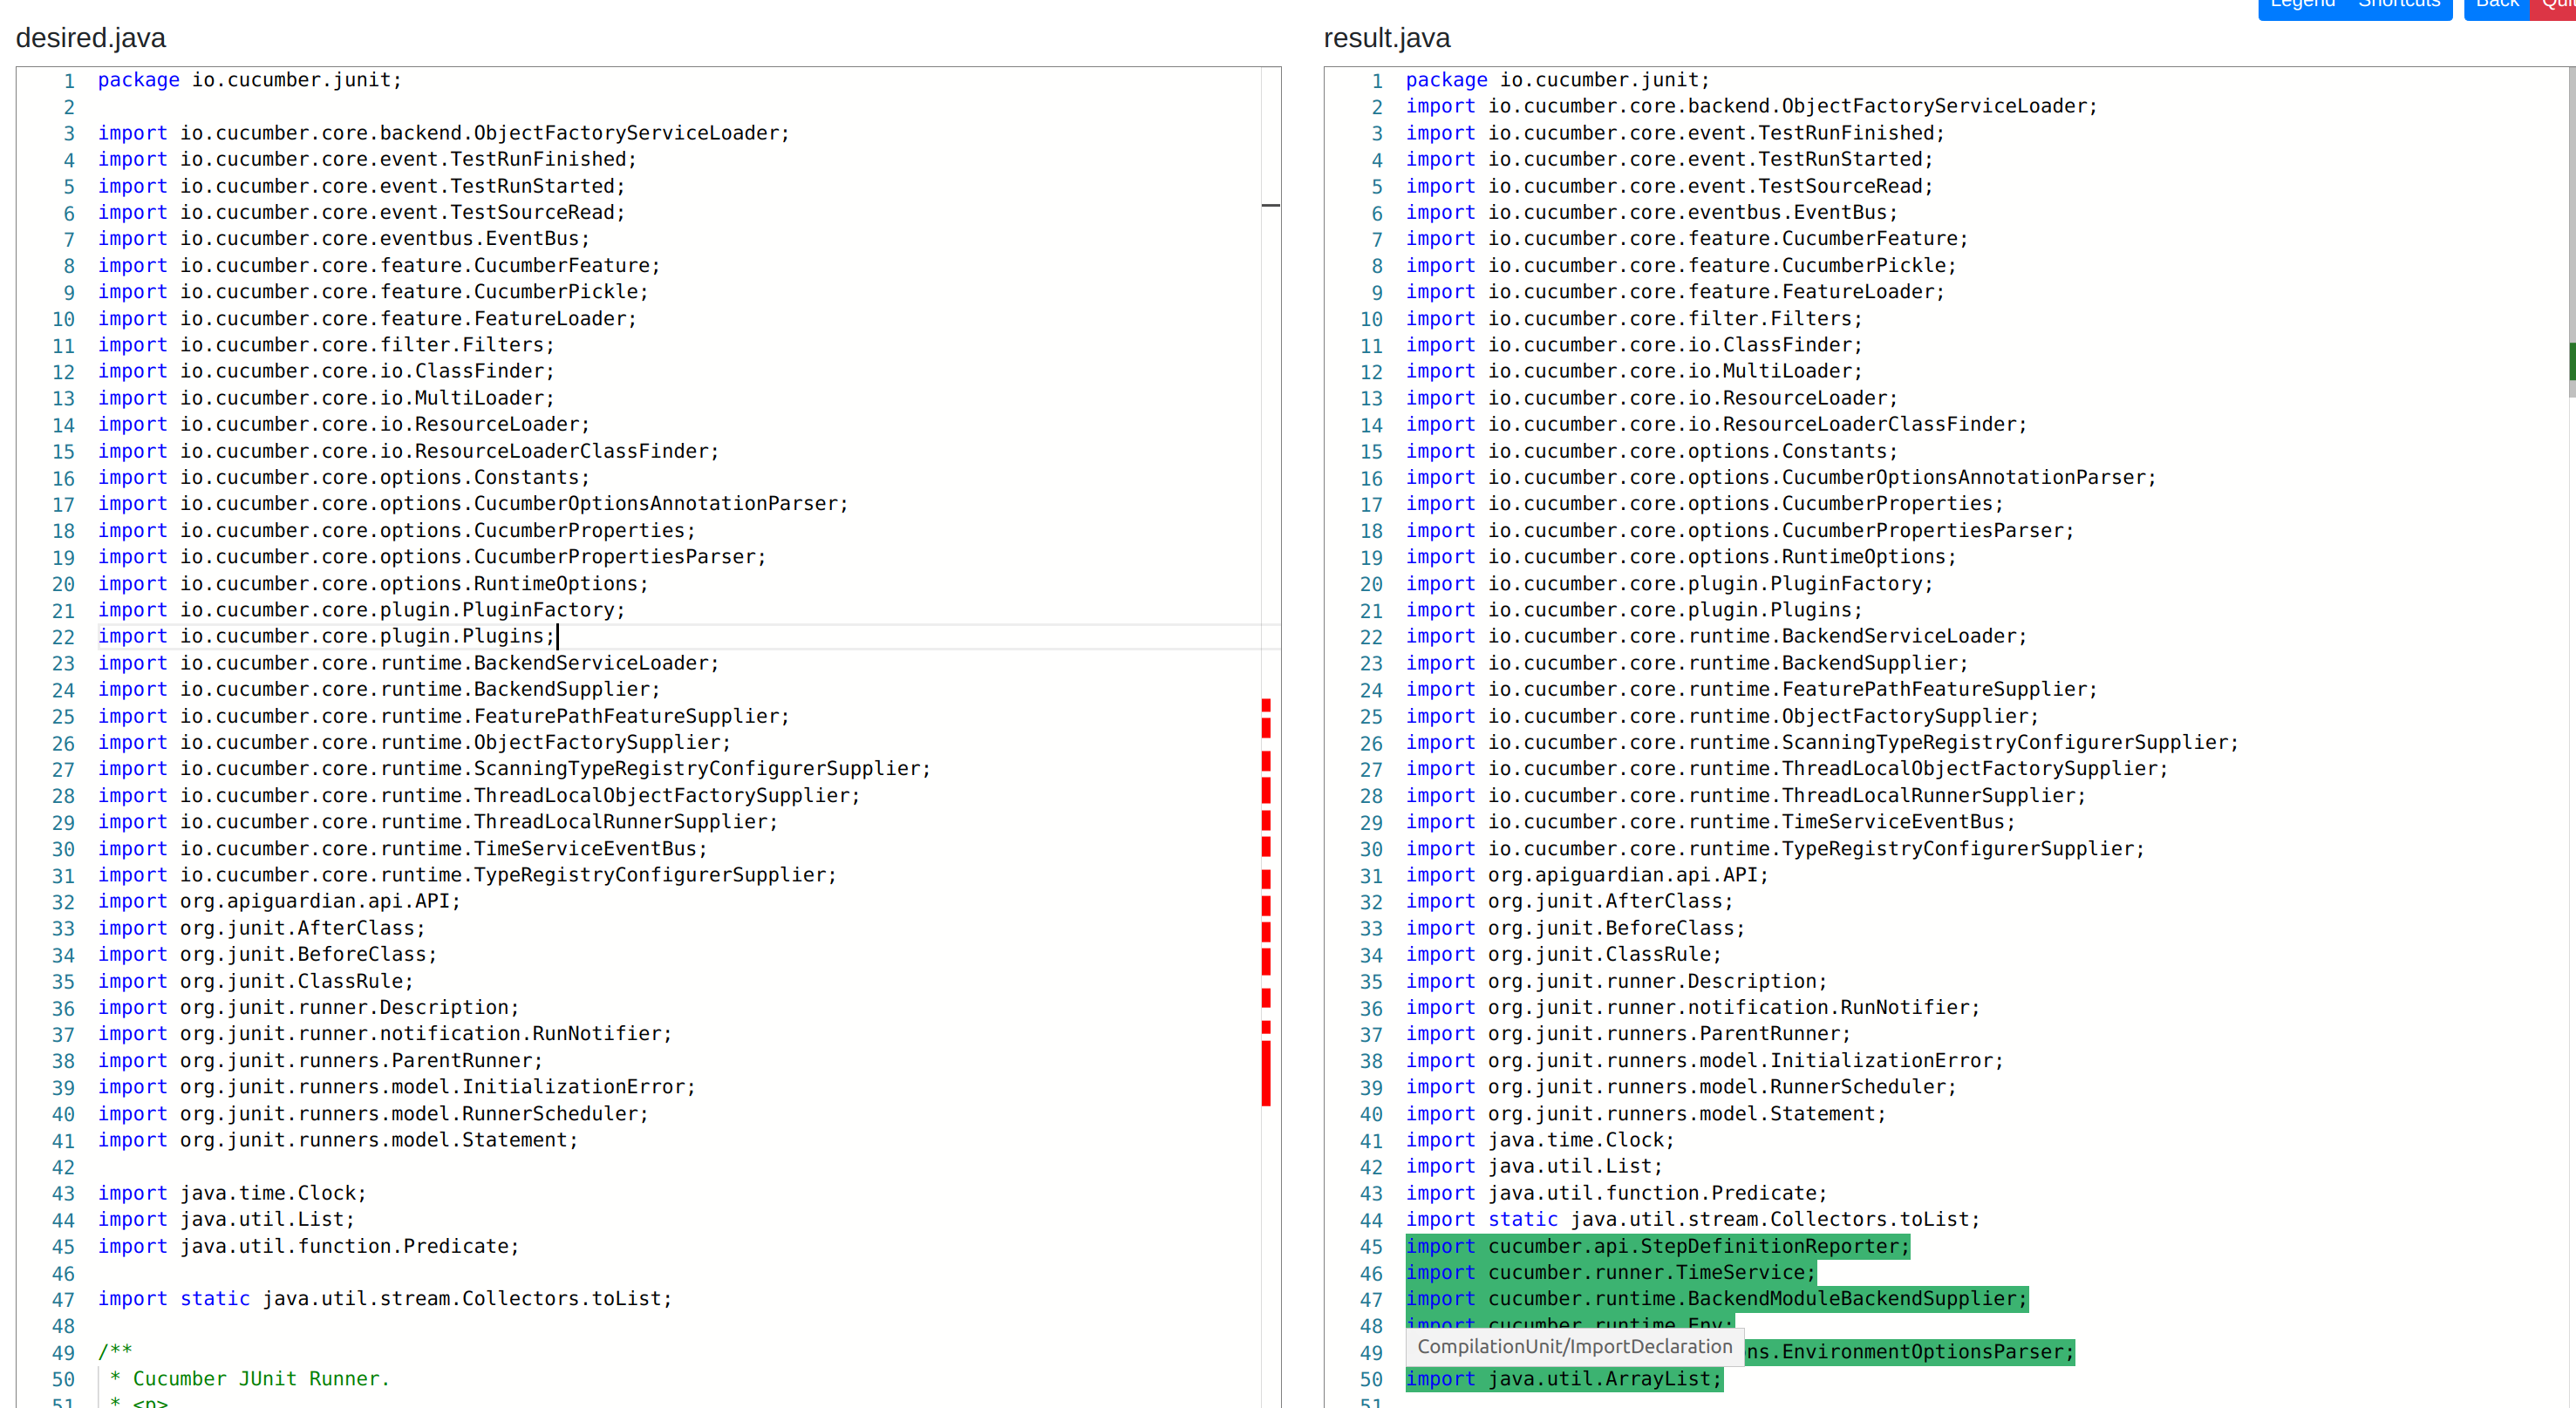 Legend Shortcuts Back
desired.java
1 package io.cucumber.junit;
2
3 import io.cucumber.core.backend.ObjectFactoryServiceLoader;
4 import io.cucumber.core.event.TestRunFinished;
5 import io.cucumber.core.event.TestRunStarted;
6 import io.cucumber.core.event.TestSourceRead;
7 import io.cucumber.core.eventbus.EventBus;
8 import io.cucumber.core.feature.CucumberFeature;
9 import io.cucumber.core.feature.CucumberPickle;
10 import io.cucumber.core.feature.FeatureLoader;
11 import io.cucumber.core.filter.Filters;
12 import io.cucumber.core.io.ClassFinder;
13 import io.cucumber.core.io.MultiLoader;
14 import io.cucumber.core.io.ResourceLoader;
15 import io.cucumber.core.io.ResourceLoaderClassFinder;
16 import io.cucumber.core.options.Constants;
17 import io.cucumber.core.options.CucumberOptionsAnnotationParser;
18 import io.cucumber.core.options.CucumberProperties;
19 import io.cucumber.core.options.CucumberPropertiesParser;
20 import io.cucumber.core.options.RuntimeOptions;
21 import io.cucumber.core.plugin.PluginFactory;
22 import io.cucumber.core.plugin.Plugins;
23 import io.cucumber.core.runtime.BackendServiceLoader;
24 import io.cucumber.core.runtime.BackendSupplier;
25 import io.cucumber.core.runtime.FeaturePathFeatureSupplier;
26 import io.cucumber.core.runtime.ObjectFactorySupplier;
27 import io.cucumber.core.runtime.ScanningTypeRegistryConfigurerSupplier;
28 import io.cucumber.core.runtime.ThreadLocalObjectFactorySupplier;
29 import io.cucumber.core.runtime.ThreadLocalRunnerSupplier;
30 import io.cucumber.core.runtime.TimeServiceEventBus;
31 import io.cucumber.core.runtime.TypeRegistryConfigurerSupplier;
32 import org.apiguardian.api.API;
33 import org.junit.AfterClass;
34 import org.junit.BeforeClass;
35 import org.junit.ClassRule;
36 import org.junit.runner.Description;
37 import org.junit.runner.notification.RunNotifier;
38 import org.junit.runners.ParentRunner;
39 import org.junit.runners.model.InitializationError;
40 import org.junit.runners.model.RunnerScheduler;
41 import org.junit.runners.model.Statement;
42
43 import java.time.Clock;
44 import java.util.List;
45 import java.util.function.Predicate;
46
47 import static java.util.stream.Collectors.toList;
48
49 /**
50 * Cucumber JUnit Runner.
51 * <p>
result.java
1 package io.cucumber.junit;
2 import io.cucumber.core.backend.ObjectFactoryServiceLoader;
3 import io.cucumber.core.event.TestRunFinished;
4 import io.cucumber.core.event.TestRunStarted;
5 import io.cucumber.core.event.TestSourceRead;
6 import io.cucumber.core.eventbus.EventBus;
7 import io.cucumber.core.feature.CucumberFeature;
8 import io.cucumber.core.feature.CucumberPickle;
9 import io.cucumber.core.feature.FeatureLoader;
10 import io.cucumber.core.filter.Filters;
11 import io.cucumber.core.io.ClassFinder;
12 import io.cucumber.core.io.MultiLoader;
13 import io.cucumber.core.io.ResourceLoader;
14 import io.cucumber.core.io.ResourceLoaderClassFinder;
15 import io.cucumber.core.options.Constants;
16 import io.cucumber.core.options.CucumberOptionsAnnotationParser;
17 import io.cucumber.core.options.CucumberProperties;
18 import io.cucumber.core.options.CucumberPropertiesParser;
19 import io.cucumber.core.options.RuntimeOptions;
20 import io.cucumber.core.plugin.PluginFactory;
21 import io.cucumber.core.plugin.Plugins;
22 import io.cucumber.core.runtime.BackendServiceLoader;
23 import io.cucumber.core.runtime.BackendSupplier;
24 import io.cucumber.core.runtime.FeaturePathFeatureSupplier;
25 import io.cucumber.core.runtime.ObjectFactorySupplier;
26 import io.cucumber.core.runtime.ScanningTypeRegistryConfigurerSupplier;
27 import io.cucumber.core.runtime.ThreadLocalObjectFactorySupplier;
28 import io.cucumber.core.runtime.ThreadLocalRunnerSupplier;
29 import io.cucumber.core.runtime.TimeServiceEventBus;
30 import io.cucumber.core.runtime.TypeRegistryConfigurerSupplier;
31 import org.apiguardian.api.API;
32 import org.junit.AfterClass;
33 import org.junit.BeforeClass;
34 import org.junit.ClassRule;
35 import org.junit.runner.Description;
36 import org.junit.runner.notification.RunNotifier;
37 import org.junit.runners.ParentRunner;
38 import org.junit.runners.model.InitializationError;
39 import org.junit.runners.model.RunnerScheduler;
40 import org.junit.runners.model.Statement;
41 import java.time.Clock;
42 import java.util.List;
43 import java.util.function.Predicate;
44 import static java.util.stream.Collectors.toList;
45 import cucumber.api.StepDefinitionReporter;
46 import cucumber.runner.TimeService;
47 import cucumber.runtime.BackendModuleBackendSupplier;
48 import cucumber.runtime.Env;
CompilationUnit/ImportDeclaration
49 ns.EnvironmentOptionsParser;
50 import java.util.ArrayList;
51